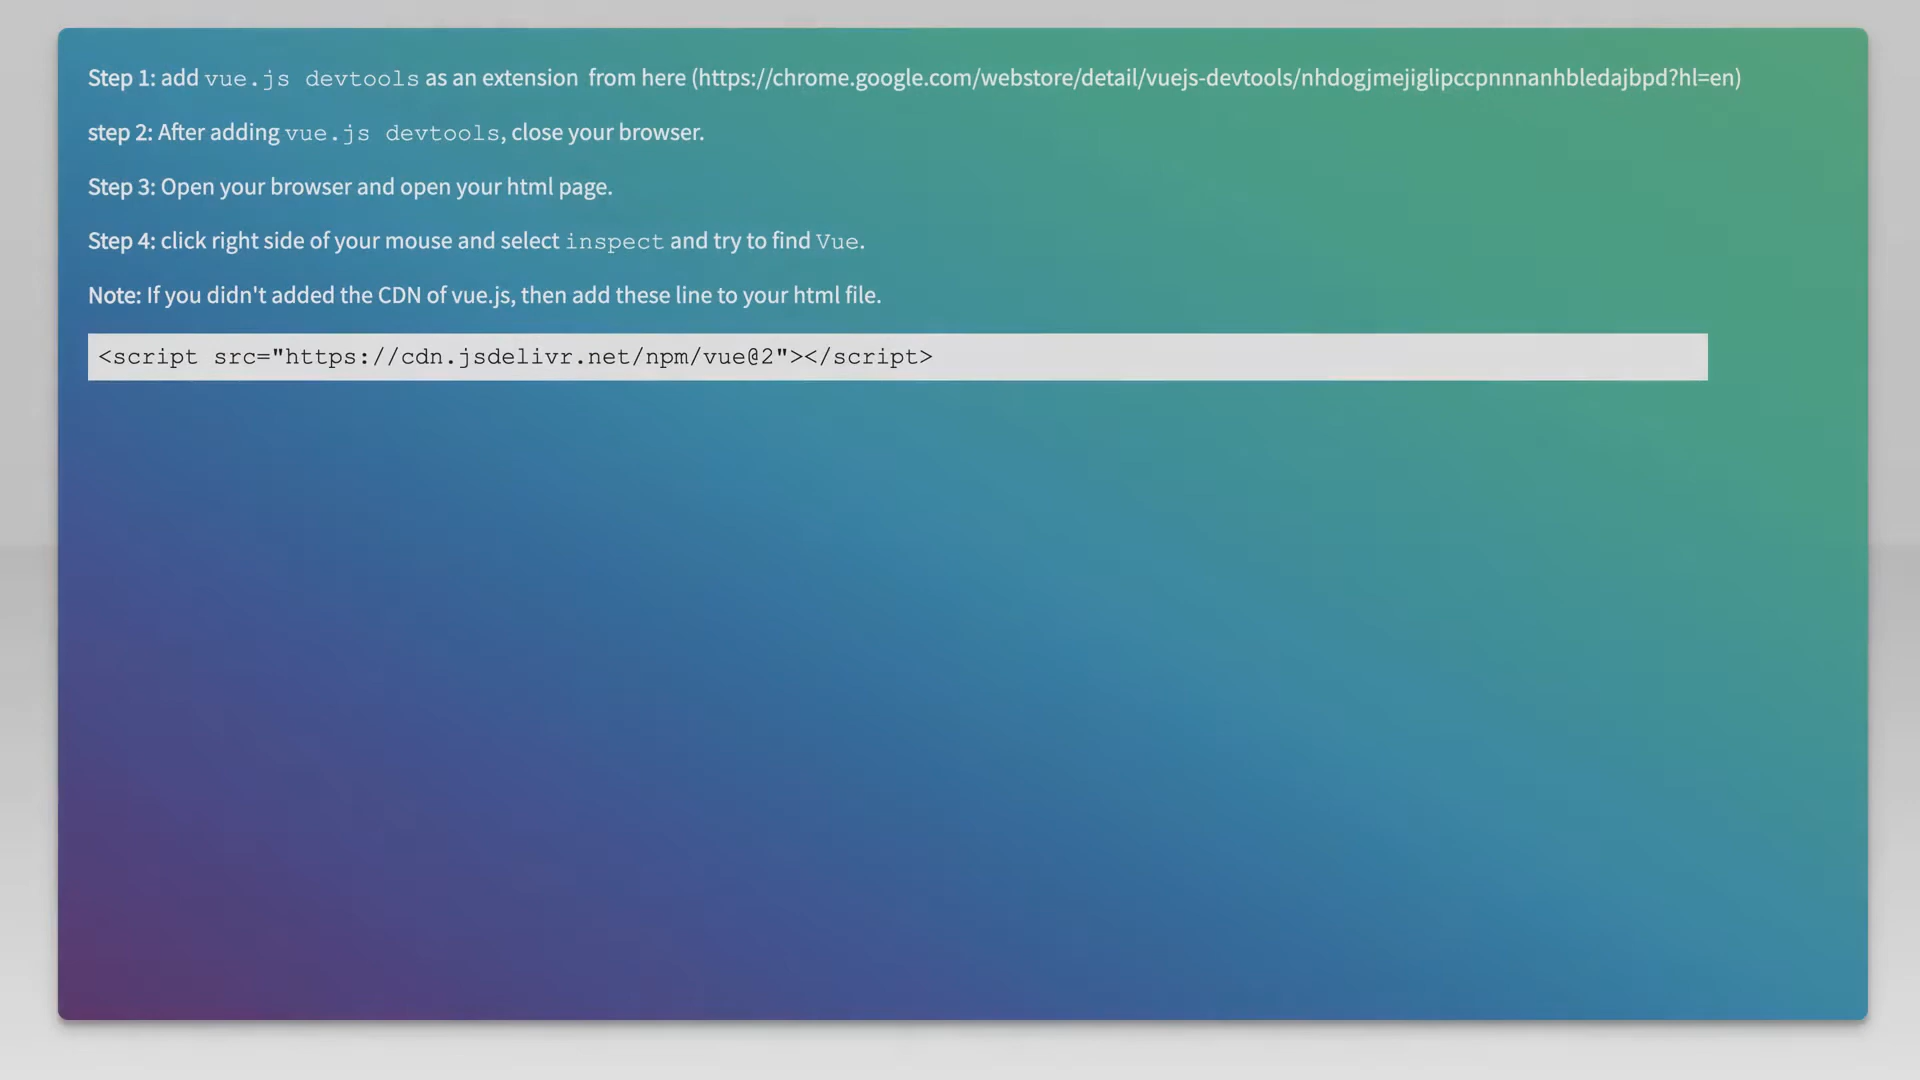 Step 1: add vue.js devtools as an extension from here (https://chrome.google.com/webstore/detail/vuejs-devtools/nhdogjmejiglipccpnnnanhbledajbpd?hl=en)
step 2: After adding vue.js devtools, close your browser.
Step 3: Open your browser and open your html page.
Step 4: click right side of your mouse and select inspect and try to find Vue.
Note: If you didn't added the CDN of vue.js, then add these line to your html file.
<script src="https://cdn.jsdelivr.net/npm/vue@2"></script>